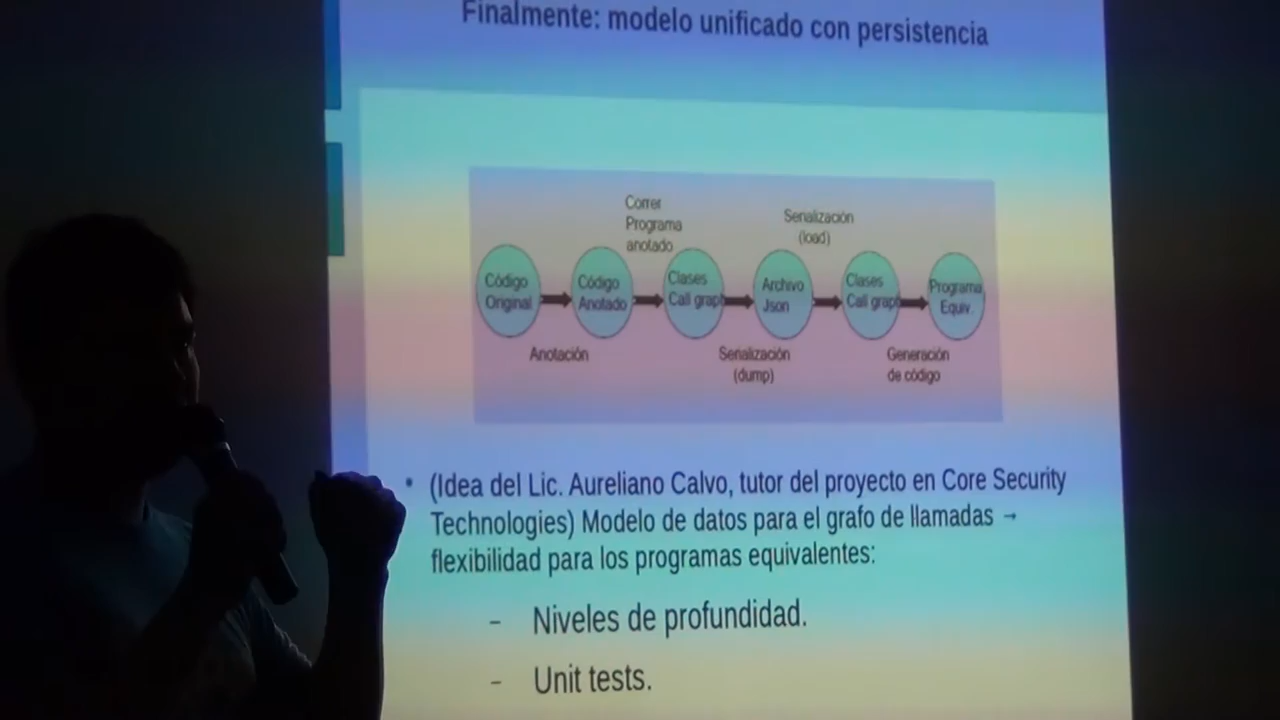 Finalmente: modelo unificado con persistencia
Correr
Programa
anotado
Serialización
(load)
Código
Original
Código
Anotado
Clases
Call graph
Archivo
Json
Clases
Call graph
Programa
Equiv.
Anotación
Serialización
(dump)
Generación
de código
• (Idea del Lic. Aureliano Calvo, tutor del proyecto en Core Security
Technologies) Modelo de datos para el grafo de llamadas →
flexibilidad para los programas equivalentes:
– Niveles de profundidad.
– Unit tests.